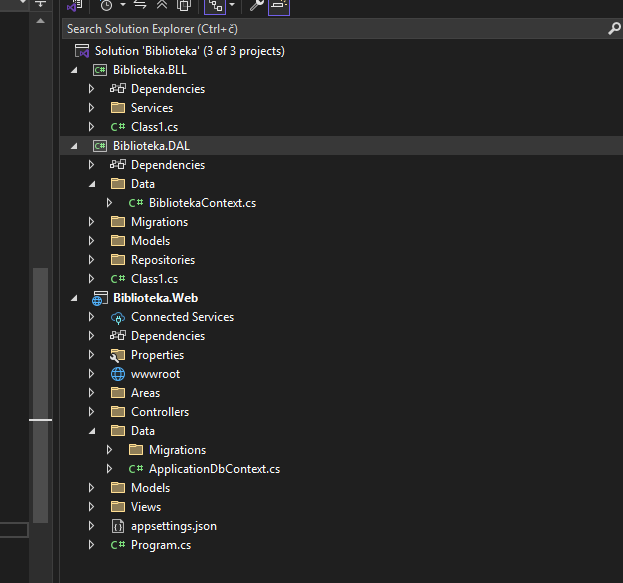 Search Solution Explorer (Ctrl+č)
Solution 'Biblioteka' (3 of 3 projects)
C# Biblioteka.BLL
Dependencies
Services
C# Class1.cs
C# Biblioteka.DAL
Dependencies
Data
C# BibliotekaContext.cs
Migrations
Models
Repositories
C# Class1.cs
Biblioteka.Web
Connected Services
Dependencies
Properties
wwwroot
Areas
Controllers
Data
Migrations
C# ApplicationDbContext.cs
Models
Views
appsettings.json
C# Program.cs